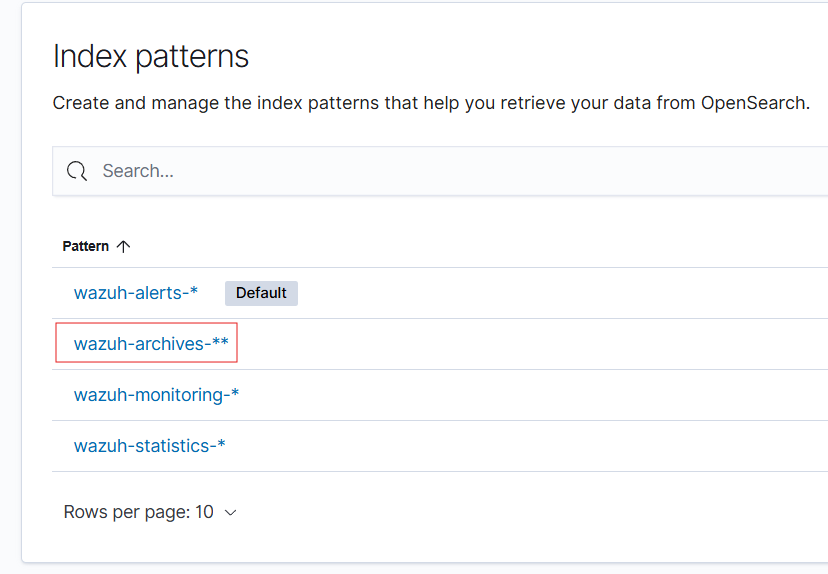 Index patterns
Create and manage the index patterns that help you retrieve your data from OpenSearch.
Search...
Pattern
wazuh-alerts-* Default
wazuh-archives-**
wazuh-monitoring-*
wazuh-statistics-*
Rows per page: 10